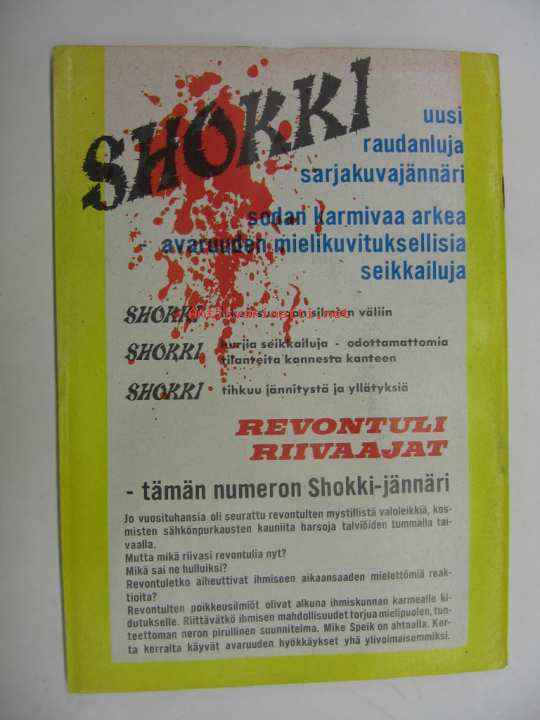 SHOKKI
uusi
raudanluja
sarjakuvajännäri
sodan karmivaa arkea
- avaruuden mielikuvituksellisia
seikkailuja
SHOKKI silmien väliin
SHOKKI hurjia seikkailuja - odottamattomia
tilanteita kannesta kanteen
SHOKKI tihkuu jännitystä ja yllätyksiä
REVONTULI
RIIVAAJAT
- tämän numeron Shokki-jännäri
Jo vuosituhansia oli seurattu revontulten mystillistä valoleikkiä, kos-
misten sähkönpurkausten kauniita harsoja talviöiden tummalla tai-
vaalla.
Mutta mikä riivasi revontulia nyt?
Mikä sai ne hulluiksi?
Revontuletko aiheuttivat ihmiseen aikaansaaden mielettömiä reak-
tioita?
Revontulten poikkeusilmiöt olivat alkuna ihmiskunnan karmealle ki-
dutukselle. Riittävätkö ihmisen mahdollisuudet torjua mielipuolen, tun-
teettoman neron pirullinen suunnitelma. Mike Speik on ahtaalla. Ker-
ta kerralta käyvät avaruuden hyökkäykset yhä ylivoimaisemmiksi.